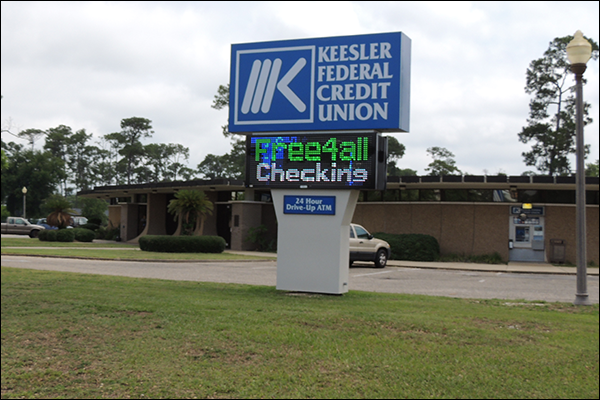 KEESLER
FEDERAL
CREDIT
UNION
Free4all
Checking
24 Hour
Drive-Up ATM